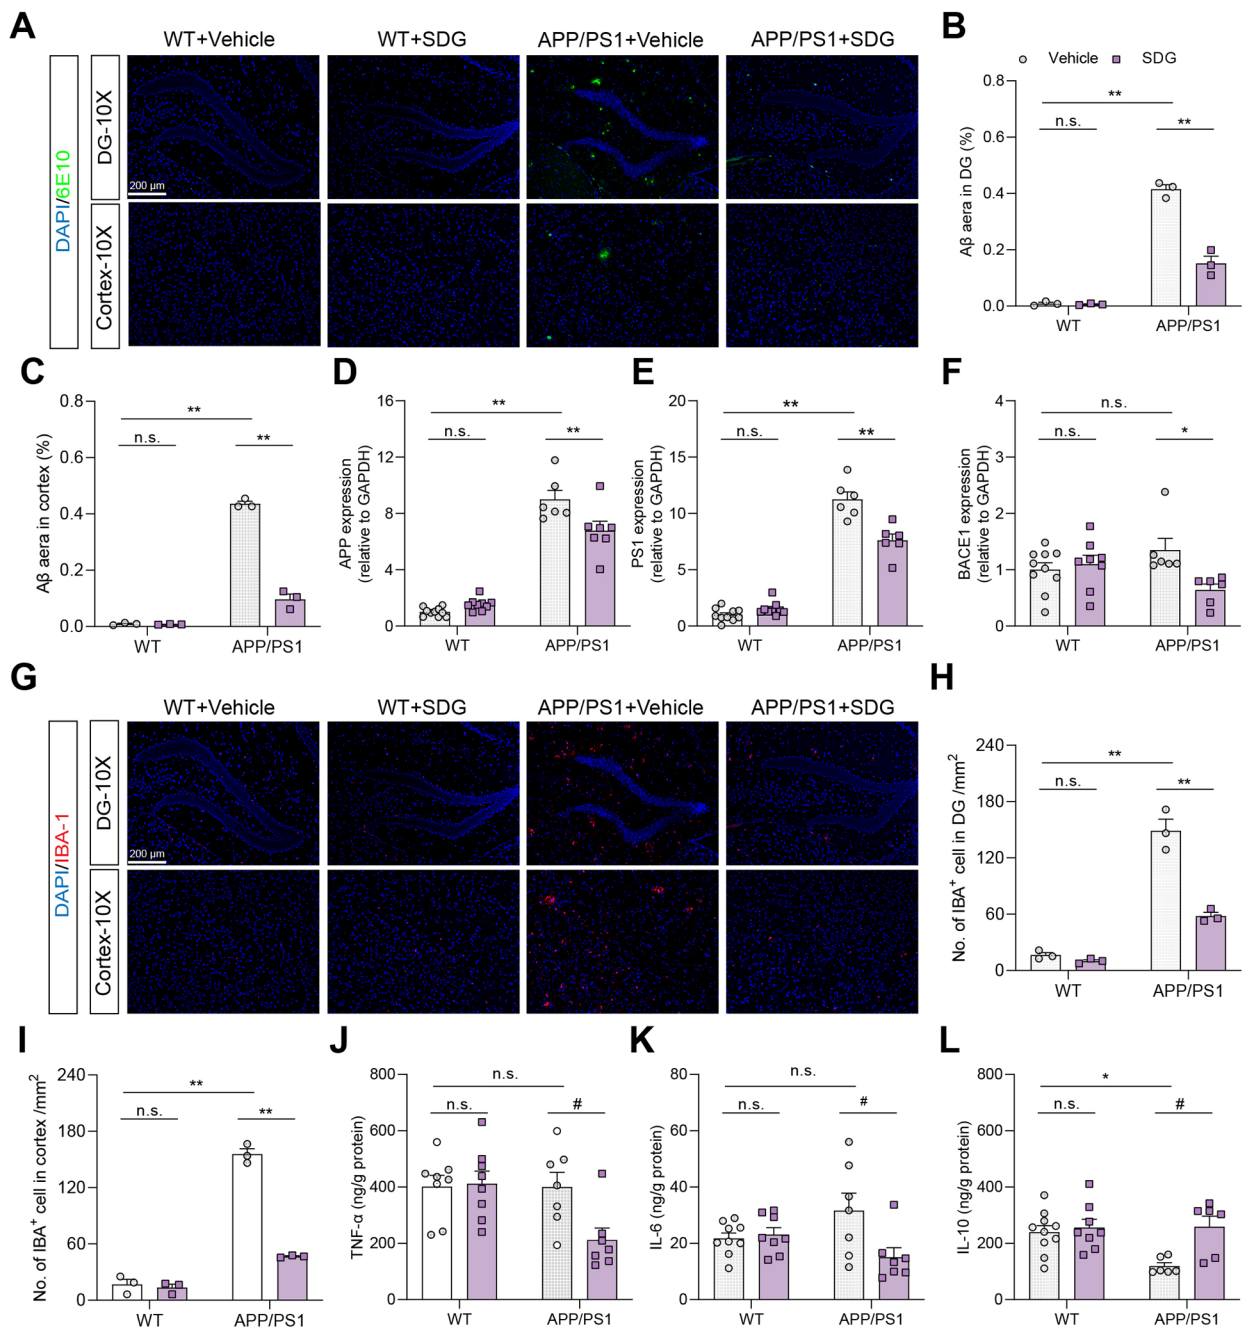 A
WT+Vehicle
WT+SDG
APP/PS1+Vehicle
APP/PS1+SDG
DAPI/6E10
DG-10X
Cortex-10X
200 μm
B
Vehicle
SDG
Aβ aera in DG (%)
0.8
0.6
0.4
0.2
0.0
n.s.
**
**
WT
APP/PS1
C
Aβ aera in cortex (%)
0.8
0.6
0.4
0.2
0.0
n.s.
**
**
WT
APP/PS1
D
APP expression
(relative to GAPDH)
16
12
8
4
0
n.s.
**
**
WT
APP/PS1
E
PS1 expression
(relative to GAPDH)
20
15
10
5
0
n.s.
**
**
WT
APP/PS1
F
BACE1 expression
(relative to GAPDH)
4
3
2
1
0
n.s.
n.s.
*
WT
APP/PS1
G
WT+Vehicle
WT+SDG
APP/PS1+Vehicle
APP/PS1+SDG
DAPI/IBA-1
DG-10X
Cortex-10X
200 μm
H
No. of IBA⁺ cell in DG /mm²
240
180
120
60
0
n.s.
**
**
WT
APP/PS1
I
No. of IBA⁺ cell in cortex /mm²
240
180
120
60
0
n.s.
**
**
WT
APP/PS1
J
TNF-α (ng/g protein)
800
600
400
200
0
n.s.
n.s.
#
WT
APP/PS1
K
IL-6 (ng/g protein)
80
60
40
20
0
n.s.
n.s.
#
WT
APP/PS1
L
IL-10 (ng/g protein)
800
600
400
200
0
*
n.s.
#
WT
APP/PS1